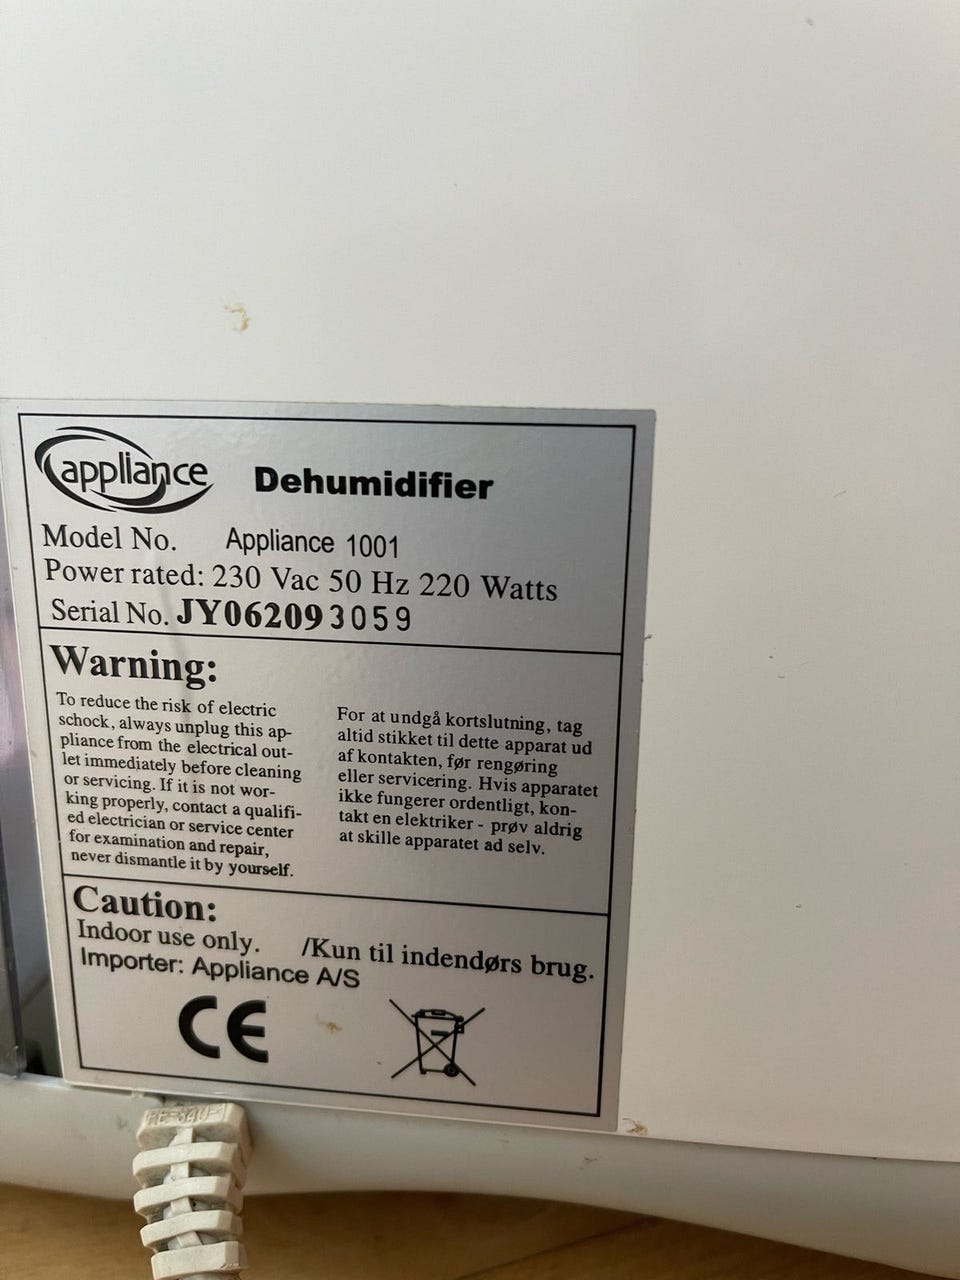 appliance Dehumidifier
Model No. Appliance 1001
Power rated: 230 Vac 50 Hz 220 Watts
Serial No. JY062093059
Warning:
To reduce the risk of electric
schock, always unplug this ap-
pliance from the electrical out-
let immediately before cleaning
or servicing. If it is not wor-
king properly, contact a qualifi-
ed electrician or service center
for examination and repair,
never dismantle it by yourself.
For at undgå kortslutning, tag
altid stikket til dette apparat ud
af kontakten, før rengøring
eller servicering. Hvis apparatet
ikke fungerer ordentligt, kon-
takt en elektriker - prøv aldrig
at skille apparatet ad selv.
Caution:
Indoor use only. /Kun til indendørs brug.
Importer: Appliance A/S
CE